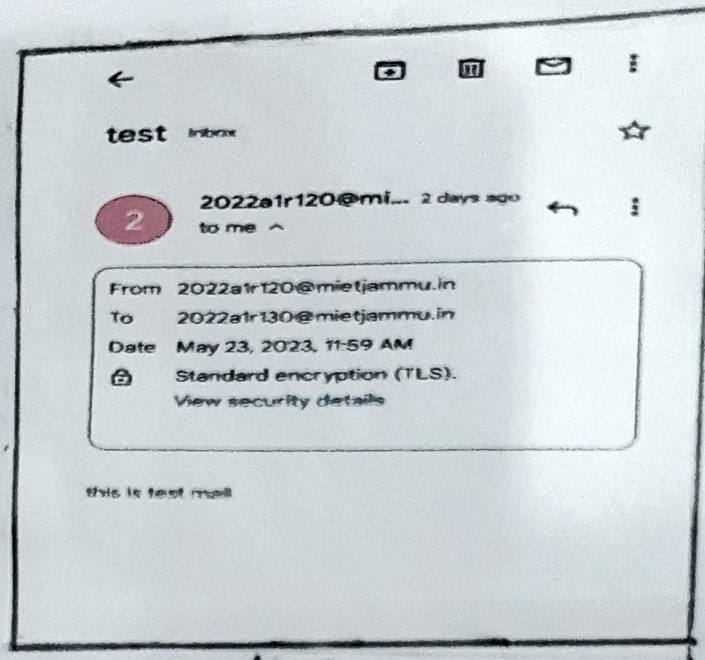 test Inbox
2
2022a1r120@mi... 2 days ago
to me
From 2022a1r120@mietjammu.in
To 2022a1r130@mietjammu.in
Date May 23, 2023, 11:59 AM
Standard encryption (TLS).
View security details
this is test mail